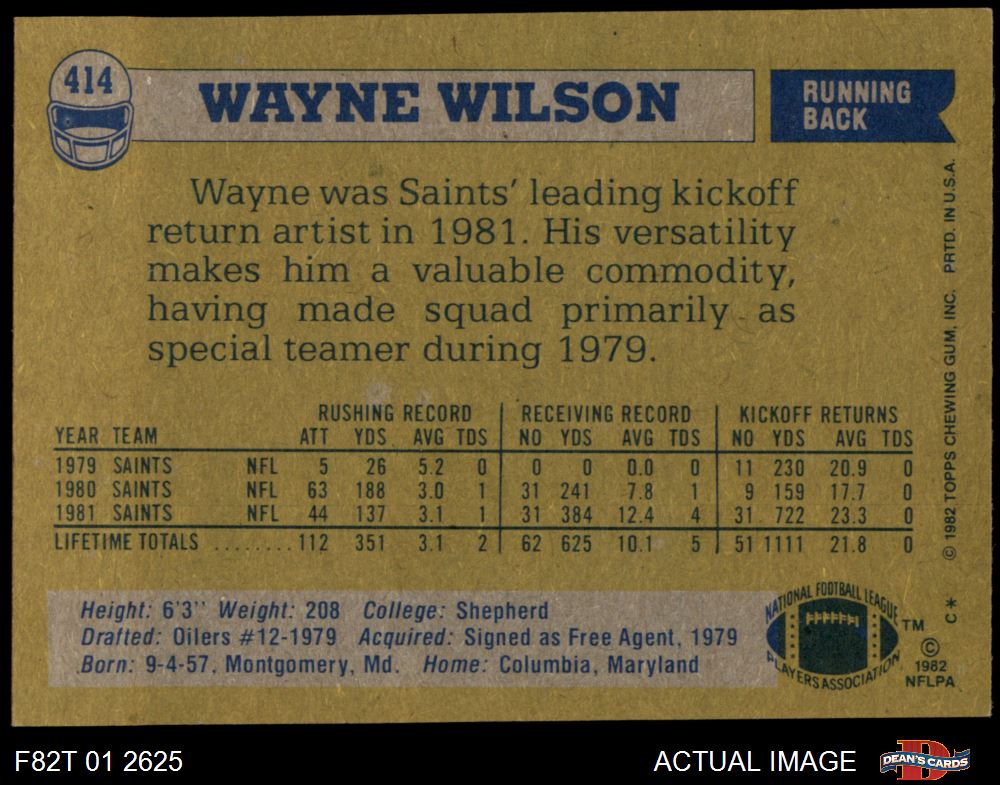 414
WAYNE WILSON
RUNNING
BACK
Wayne was Saints' leading kickoff
return artist in 1981. His versatility
makes him a valuable commodity,
having made squad primarily as
special teamer during 1979.
RUSHING RECORD RECEIVING RECORD KICKOFF RETURNS
YEAR TEAM ATT YDS AVG TDS NO YDS AVG TDS NO YDS AVG TDS
1979 SAINTS NFL 5 26 5.2 0 0 0 0.0 0 11 230 20.9 0
1980 SAINTS NFL 63 188 3.0 1 31 241 7.8 1 9 159 17.7 0
1981 SAINTS NFL 44 137 3.1 1 31 384 12.4 4 31 722 23.3 0
LIFETIME TOTALS ........ 112 351 3.1 2 62 625 10.1 5 51 1111 21.8 0
Height: 6'3" Weight: 208 College: Shepherd
Drafted: Oilers #12-1979 Acquired: Signed as Free Agent, 1979
Born: 9-4-57, Montgomery, Md. Home: Columbia, Maryland
NATIONAL FOOTBALL LEAGUE
PLAYERS ASSOCIATION
TM
©
1982
NFLPA
© 1982 TOPPS CHEWING GUM, INC. PRTD. IN U.S.A.
C*
F82T 01 2625
ACTUAL IMAGE
D
DEAN'S CARDS